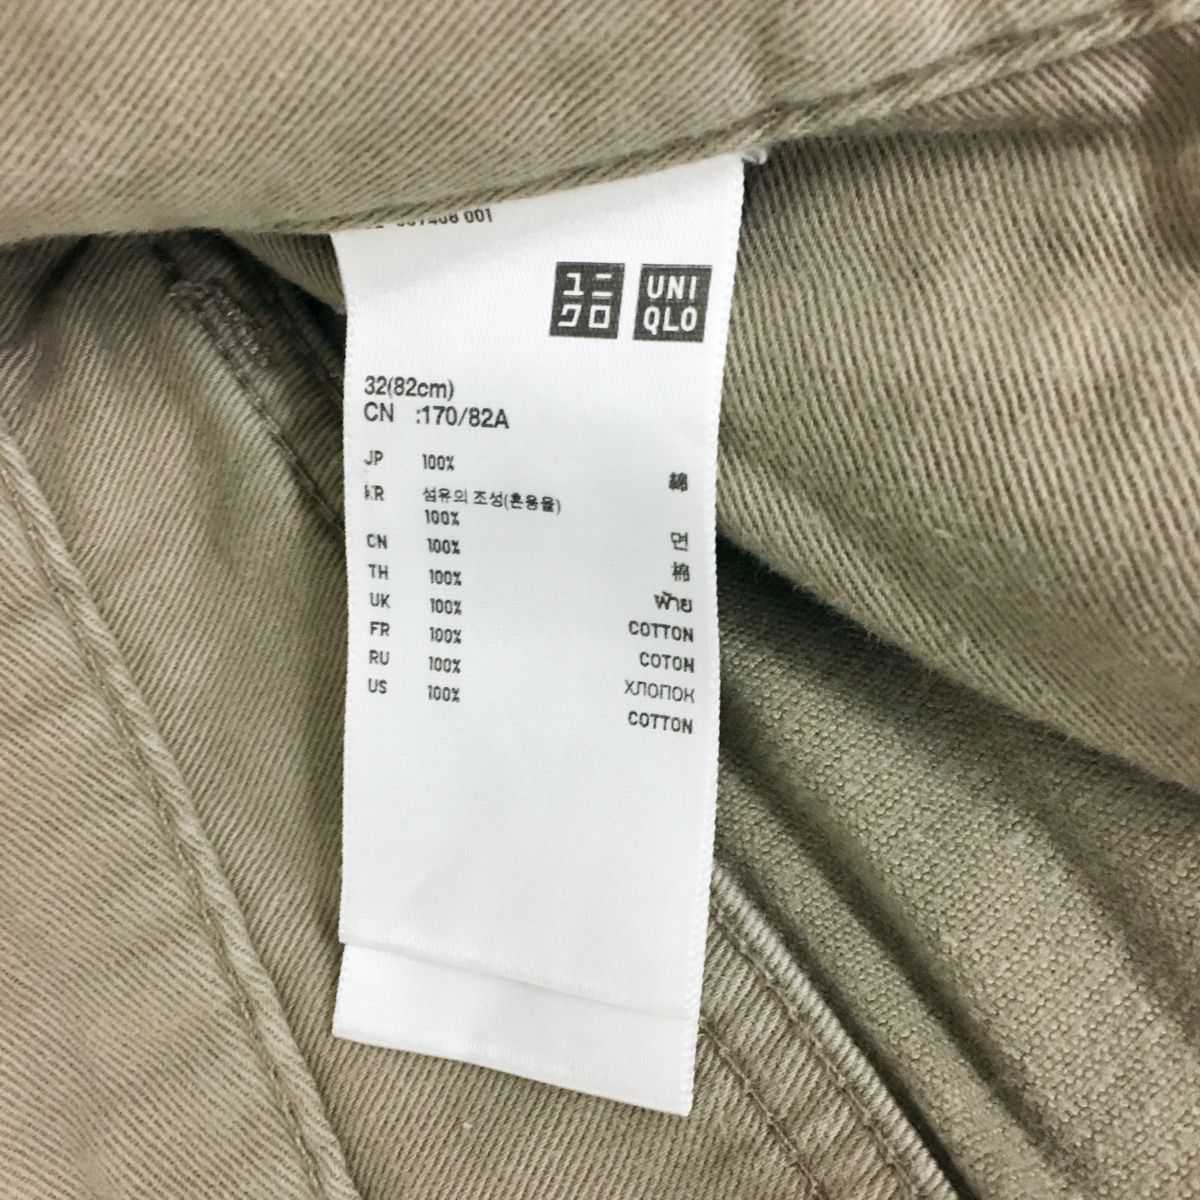 001
ユニ
クロ
UNI
QLO
32(82cm)
CN :170/82A
JP 100% 綿
KR 섬유의 조성(혼용율)
100% 면
CN 100% 棉
TH 100% ฝ้าย
UK 100% COTTON
FR 100% COTON
RU 100% ХЛОПОК
US 100% COTTON